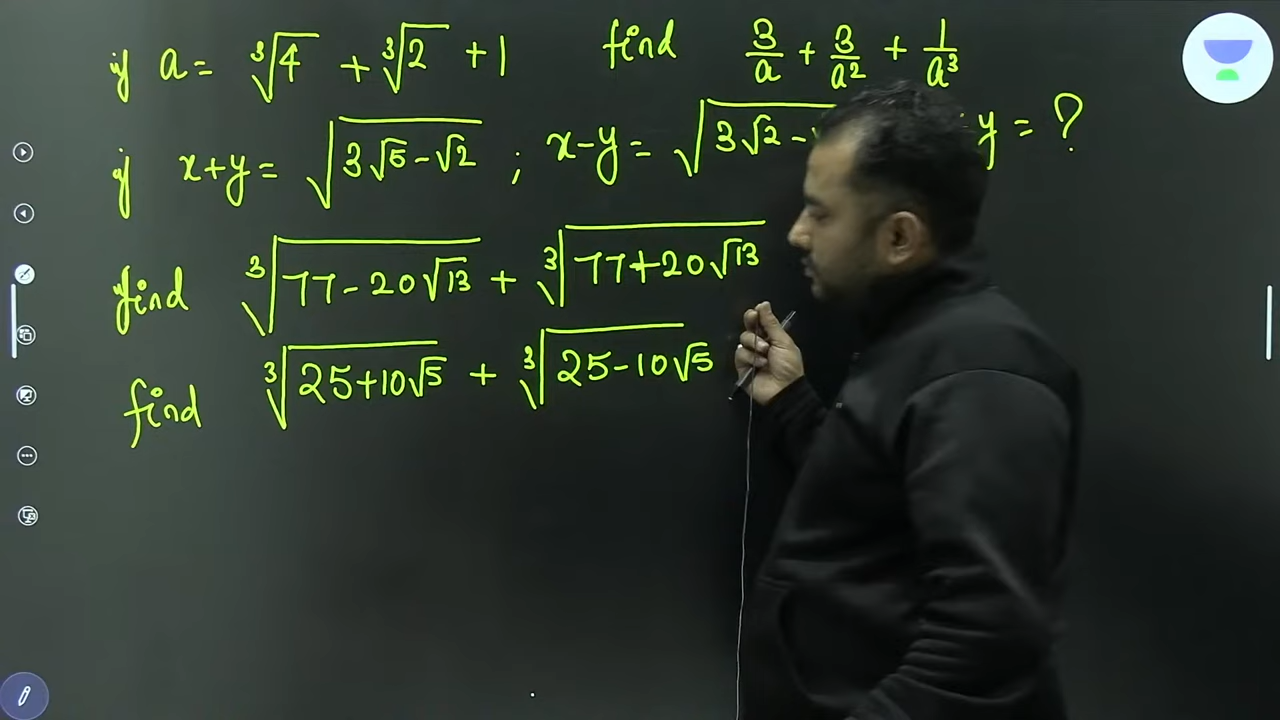 if a = ∛4 + ∛2 + 1 find 3/a + 3/a² + 1/a³
if x+y = √(3√5 - √2) ; x-y = √(3√2 - y = ?
find ∛(77 - 20√13) + ∛(77 + 20√13)
find ∛(25 + 10√5) + ∛(25 - 10√5)